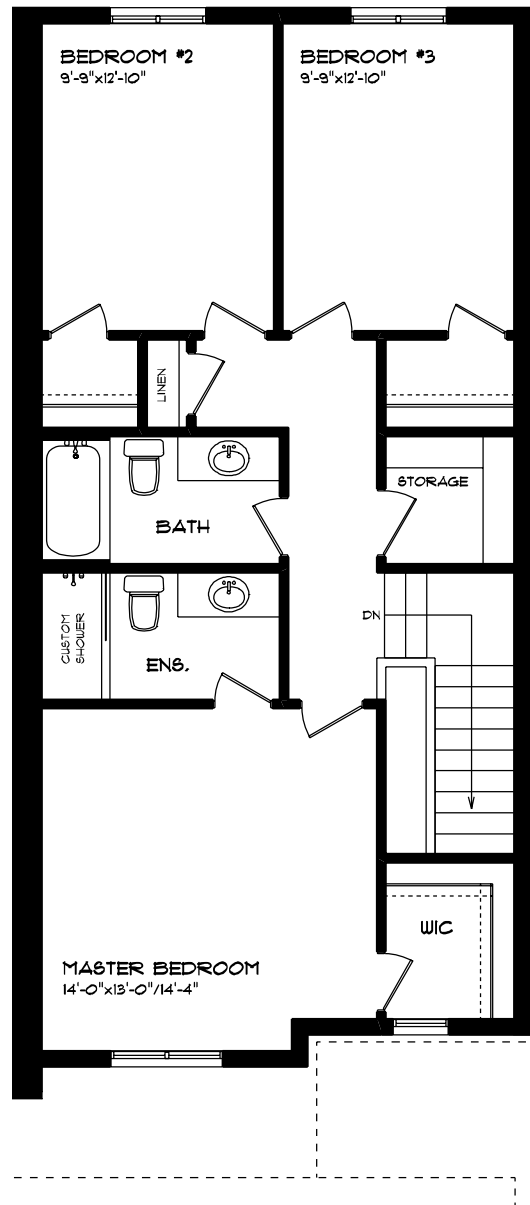 BEDROOM #2
9'-9"x12'-10"
BEDROOM #3
9'-9"x12'-10"
LINEN
STORAGE
BATH
DN
CUSTOM
SHOWER
ENS.
WIC
MASTER BEDROOM
14'-0"x13'-0"/14'-4"